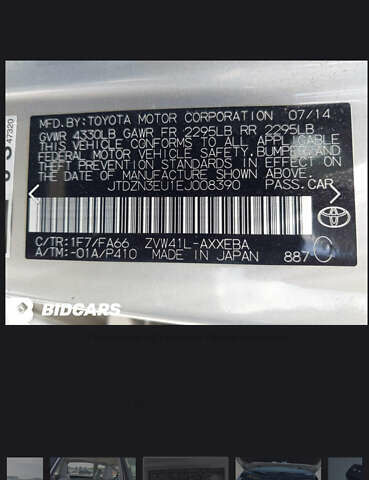 MFD. BY: TOYOTA MOTOR CORPORATION 07/14
GVWR 4330LB GAWR FR 2295LB RR 2295LB
THIS VEHICLE CONFORMS TO ALL APPLICABLE
FEDERAL MOTOR VEHICLE SAFETY, BUMPER, AND
THEFT PREVENTION STANDARDS IN EFFECT ON
THE DATE OF MANUFACTURE SHOWN ABOVE.
JTDZN3EU1EJ008390 PASS. CAR
C/TR: 1F7/FA66 ZVW41L-AXXEBA
A/TM: -01A/P410 MADE IN JAPAN 887 C
47320
BIDCARS